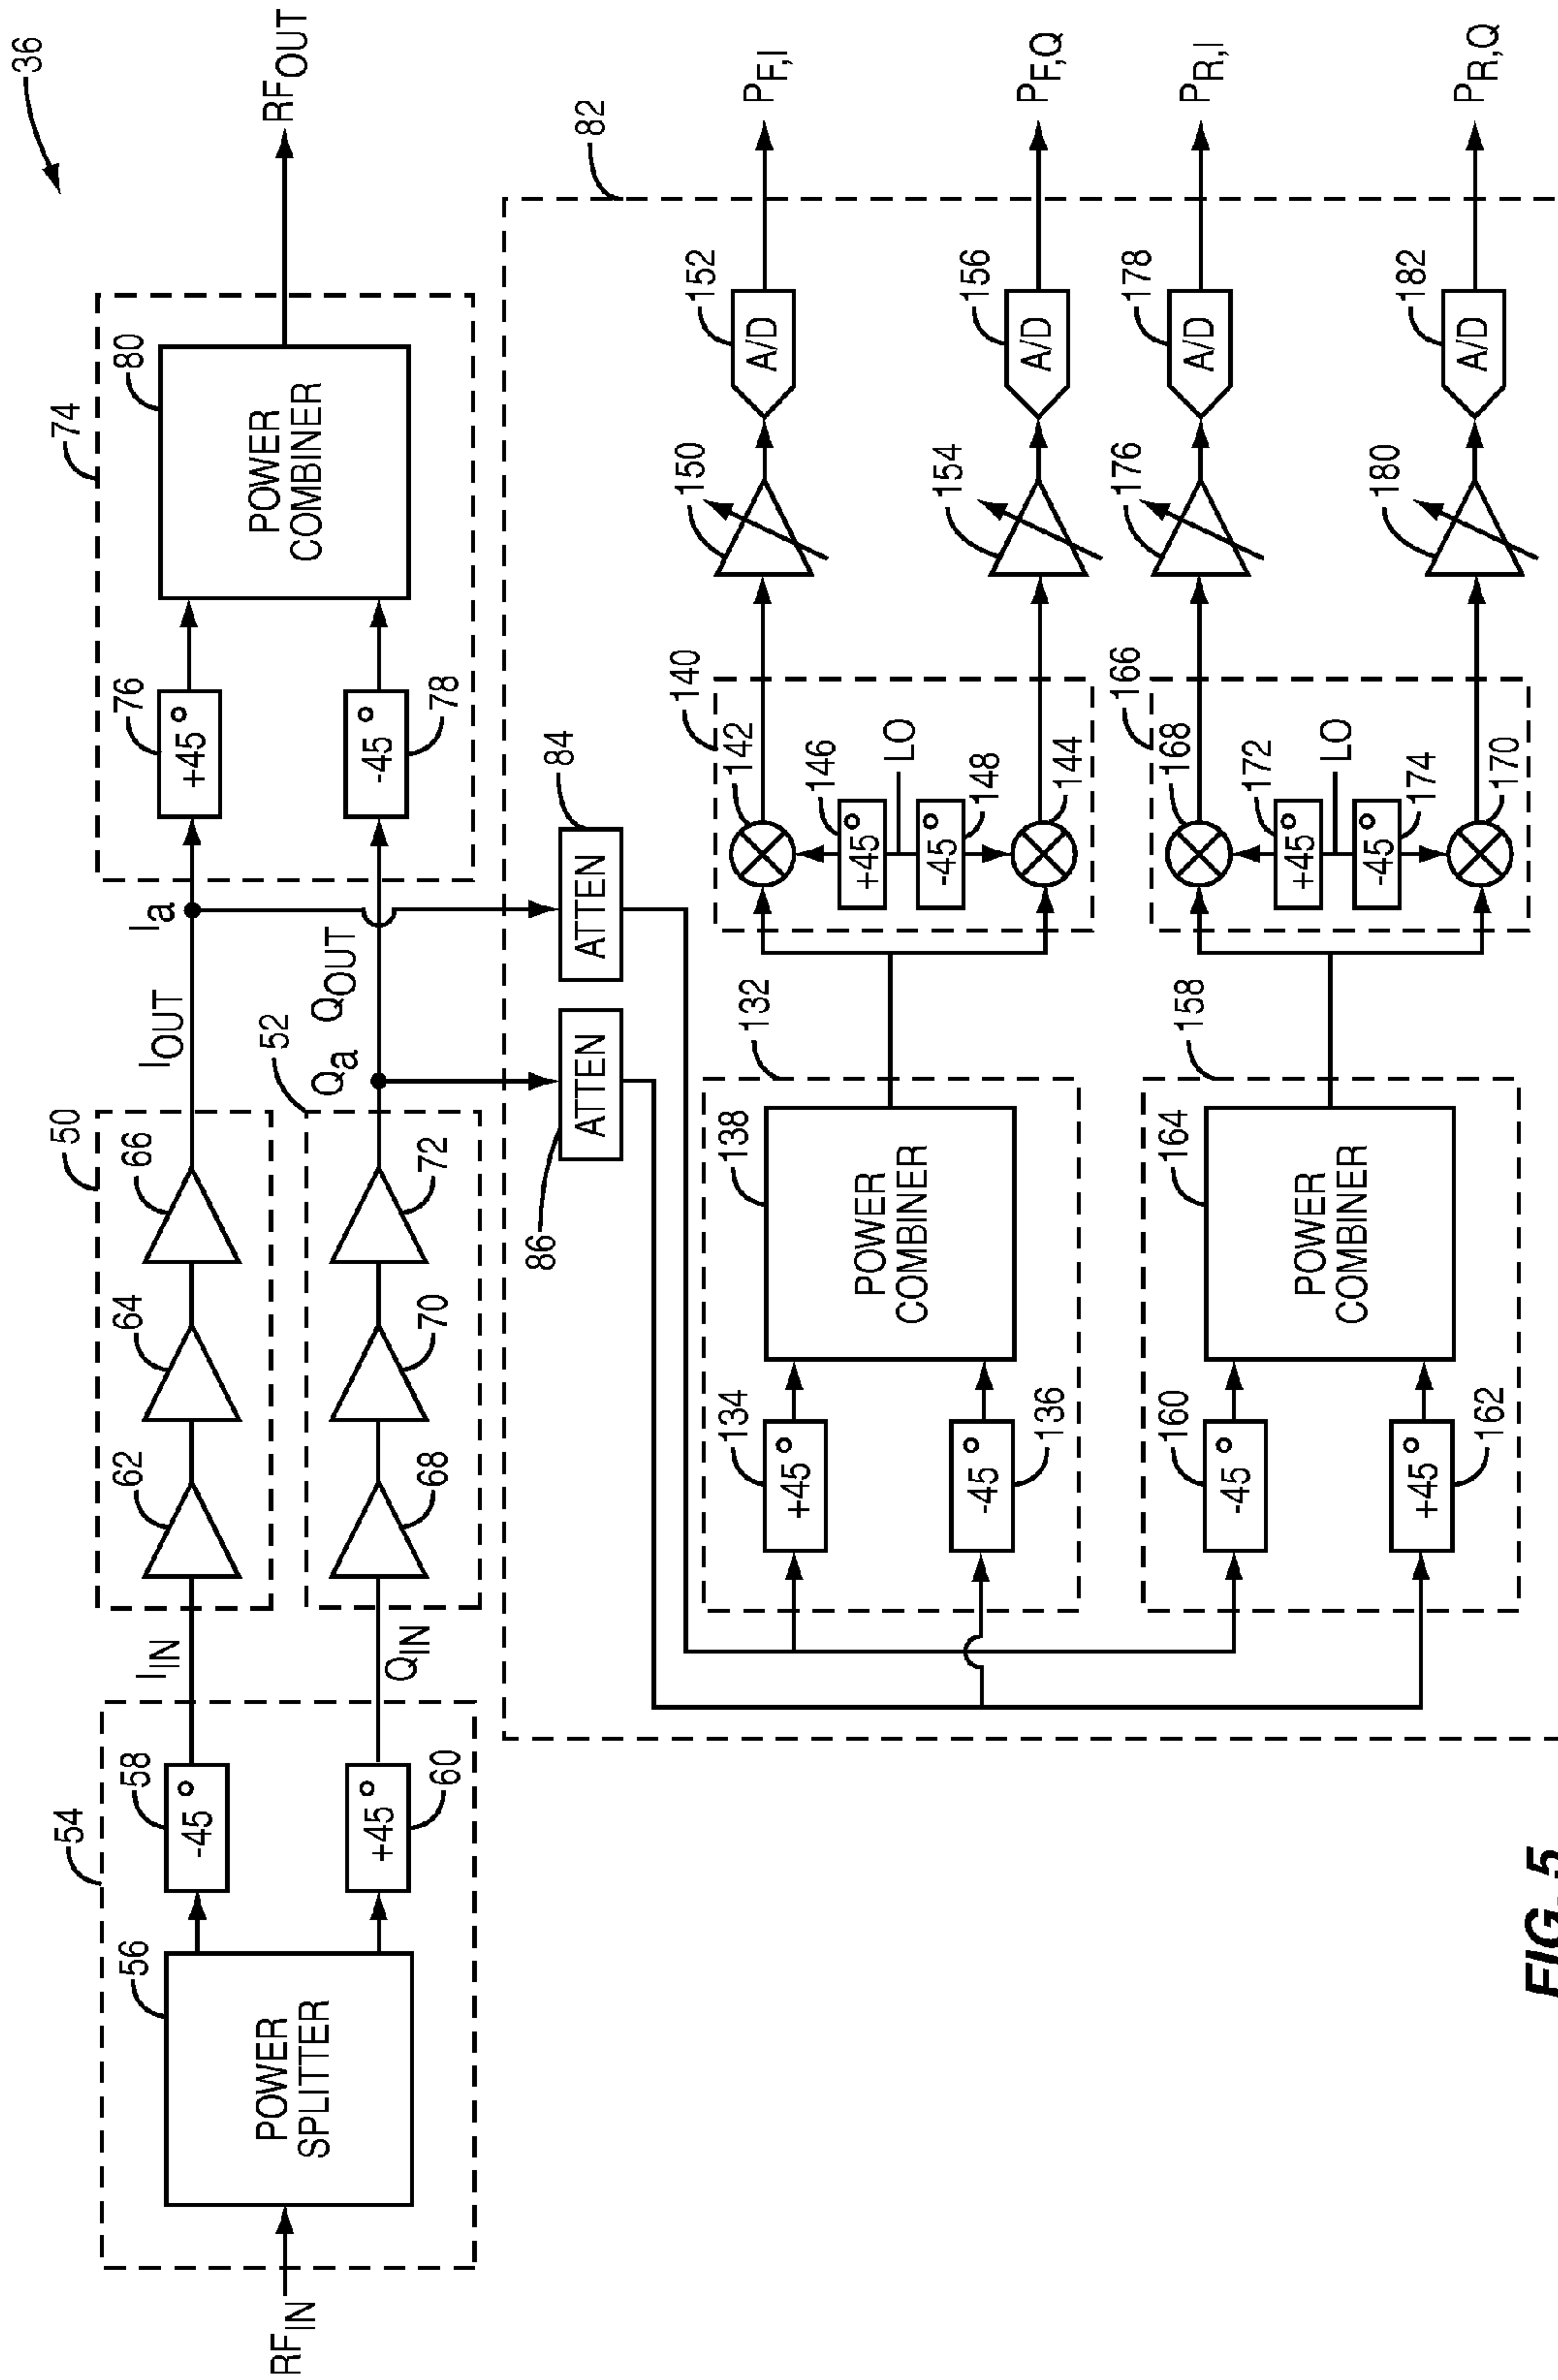 36
RF_IN
54
56
POWER
SPLITTER
58
-45°
60
+45°
I_IN
Q_IN
50
62
64
66
52
68
70
72
I_OUT
I_a
Q_a
Q_OUT
74
76
+45°
78
-45°
80
POWER
COMBINER
RF_OUT
82
84
ATTEN
86
ATTEN
132
134
+45°
136
-45°
138
POWER
COMBINER
140
142
146
+45°
LO
-45°
148
144
150
152
A/D
P_F,I
154
156
A/D
P_F,Q
158
160
-45°
162
+45°
164
POWER
COMBINER
166
168
172
+45°
LO
-45°
174
170
176
178
A/D
P_R,I
180
182
A/D
P_R,Q
FIG. 5